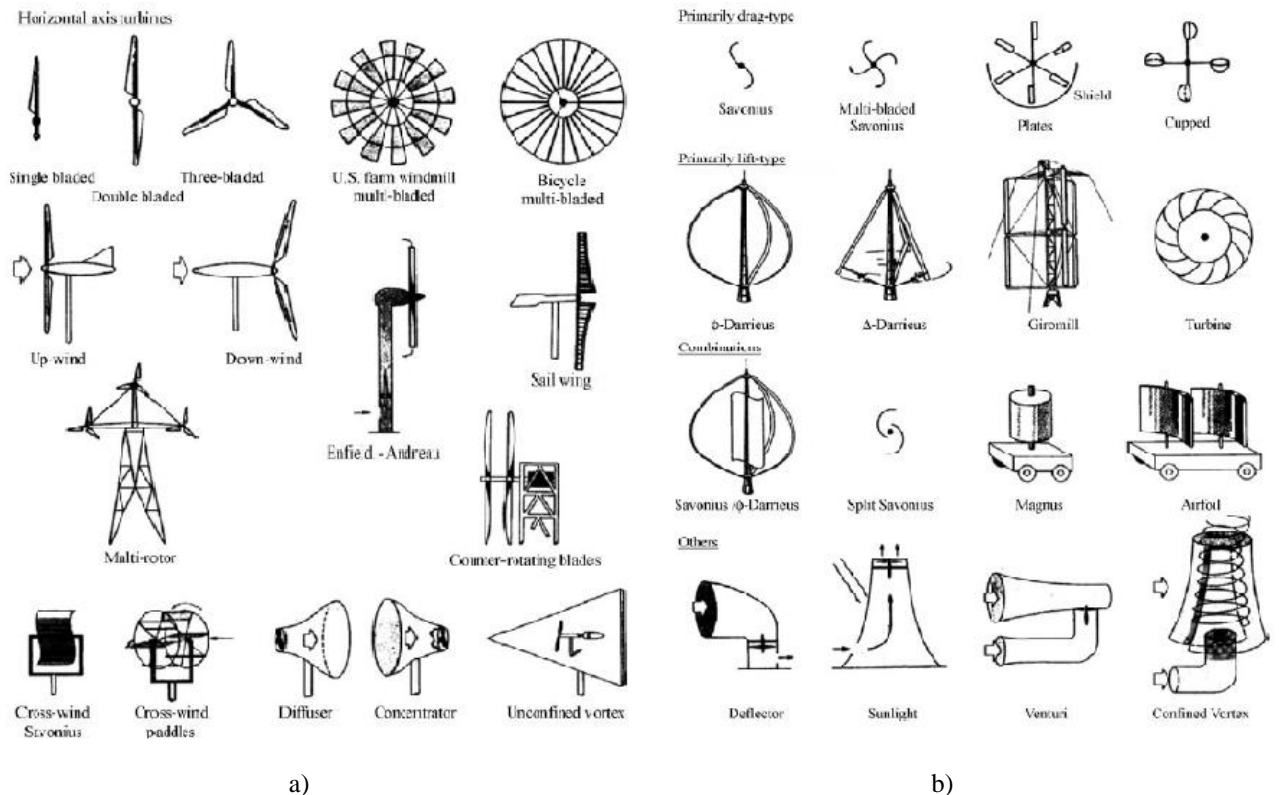 Horizontal axis turbines
Single bladed
Double bladed
Three-bladed
U.S. farm windmill
multi-bladed
Bicycle
multi-bladed
Up-wind
Down-wind
Enfield - Andreau
Sail wing
Multi-rotor
Counter-rotating blades
Cross-wind
Savonius
Cross-wind
paddles
Diffuser
Concentrator
Unconfined vortex
a)
Primarily drag-type
Savonius
Multi-bladed
Savonius
Shield
Plates
Cupped
Primarily lift-type
ϕ-Darrieus
Δ-Darrieus
Giromill
Turbine
Combinations
Savonius /ϕ-Darrieus
Split Savonius
Magnus
Airfoil
Others
Deflector
Sunlight
Venturi
Confined Vortex
b)